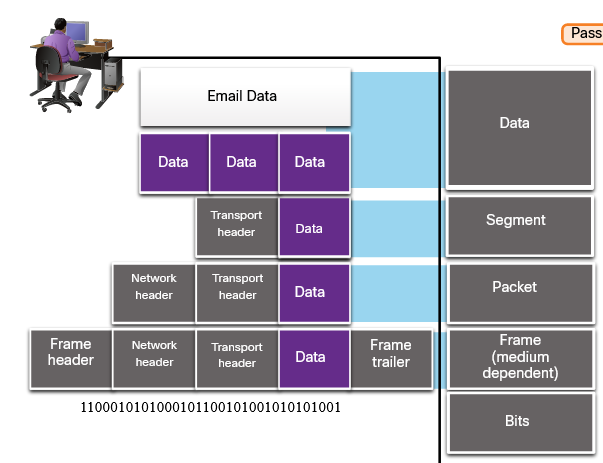 Pass
Email Data
Data
Data Data Data
Transport
header
Data
Segment
Network
header
Transport
header
Data
Packet
Frame
header
Network
header
Transport
header
Data
Frame
trailer
Frame
(medium
dependent)
1100010101000101100101001010101001
Bits